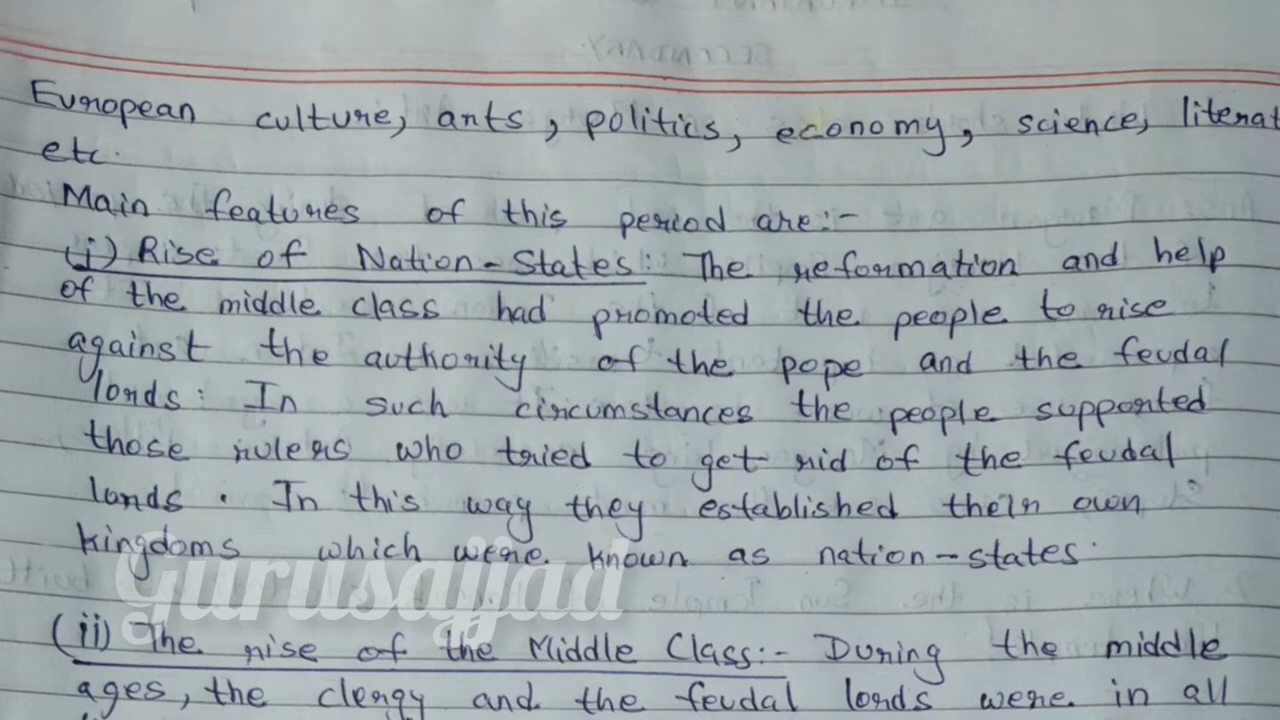 European culture, arts, politics, economy, science, literat
etc.
Main features of this period are:-
(i) Rise of Nation-States: The reformation and help
of the middle class had promoted the people to rise
against the authority of the pope and the feudal
lords: In such circumstances the people supported
those rulers who tried to get rid of the feudal
lords. In this way they established their own
kingdoms which were known as nation-states.
gurusajjad
(ii) The rise of the Middle Class:- During the middle
ages, the clergy and the feudal lords were in all